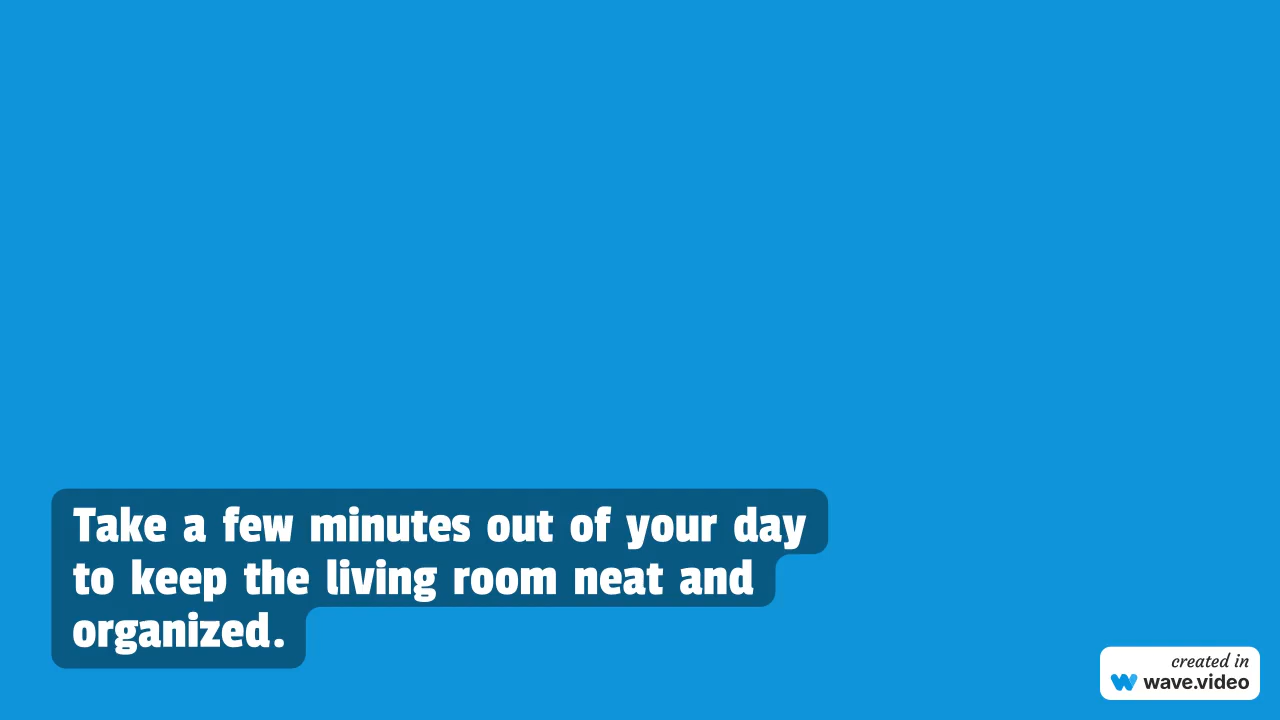 Take a few minutes out of your day
to keep the living room neat and
organized.
created in
wave.video